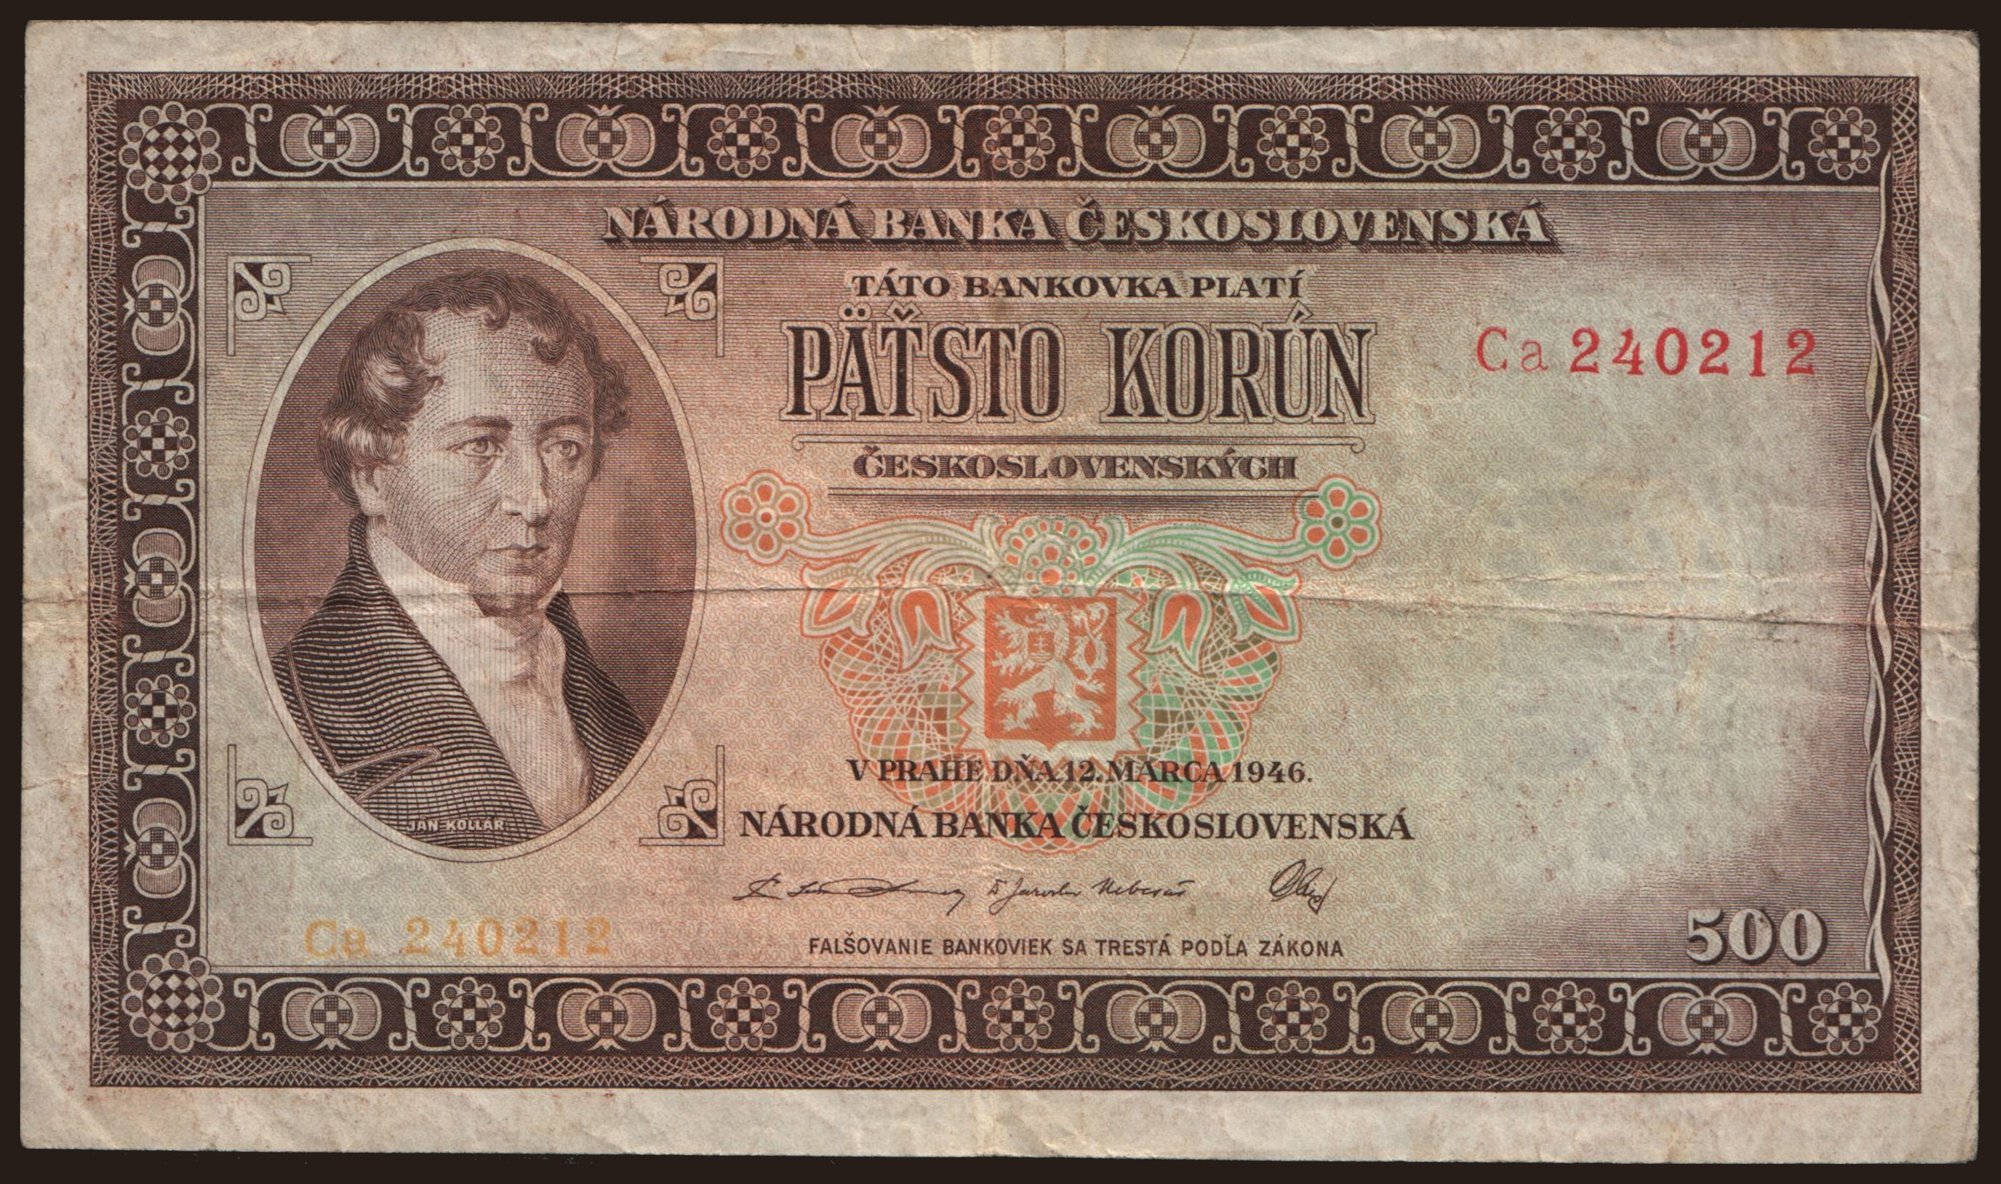 NÁRODNÁ BANKA ČESKOSLOVENSKÁ
TÁTO BANKOVKA PLATÍ
PÄŤSTO KORÚN
ČESKOSLOVENSKÝCH
Ca 240212
V PRAHE DŇA 12. MARCA 1946.
NÁRODNÁ BANKA ČESKOSLOVENSKÁ
JÁN KOLLÁR
Ca 240212
FALŠOVANIE BANKOVIEK SA TRESTÁ PODĽA ZÁKONA
500